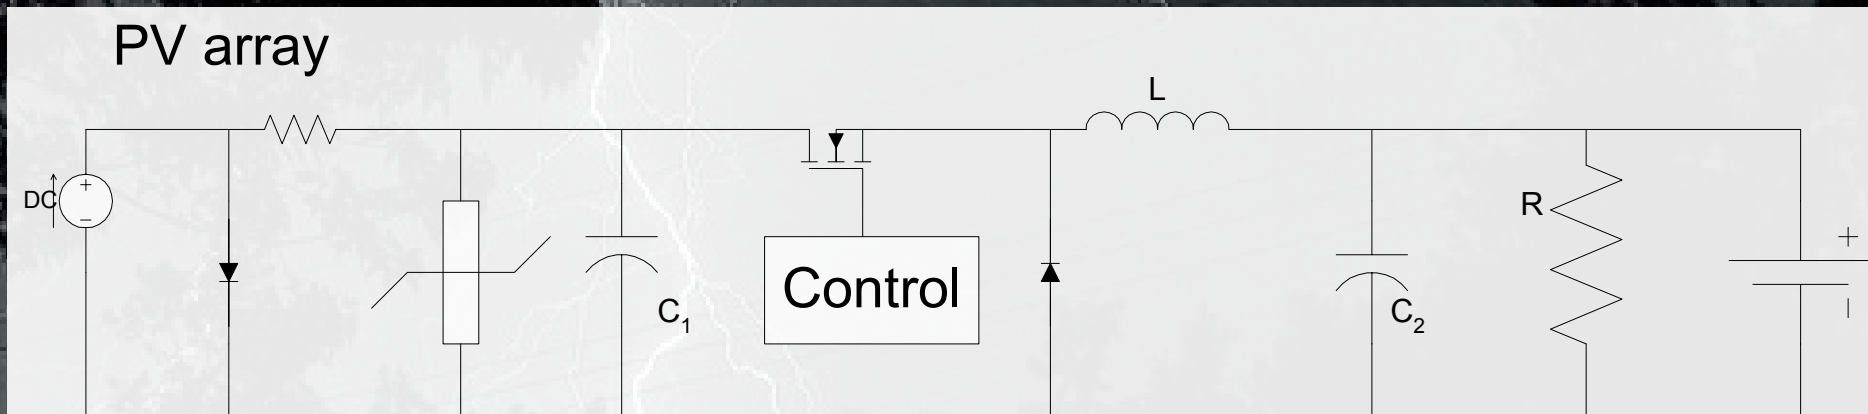 PV array
L
DC
+
−
R
+
Control
C₁
C₂
−